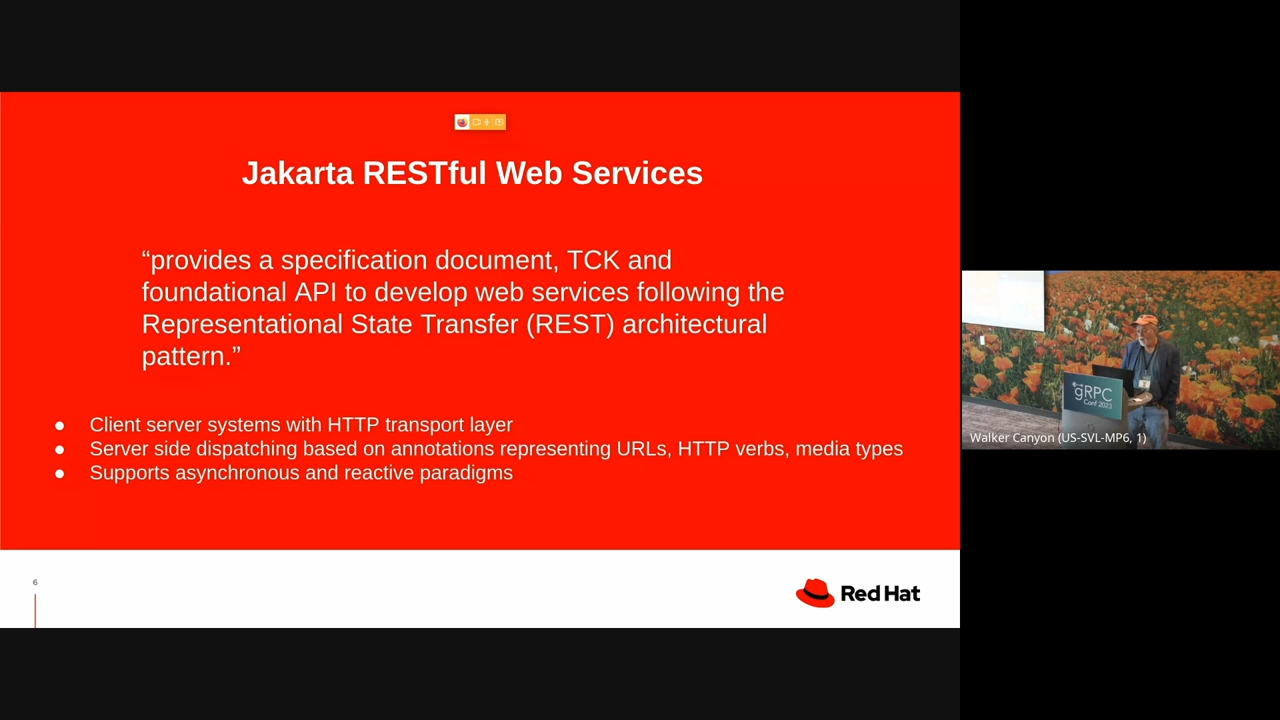 Jakarta RESTful Web Services
“provides a specification document, TCK and
foundational API to develop web services following the
Representational State Transfer (REST) architectural
pattern.”
● Client server systems with HTTP transport layer
● Server side dispatching based on annotations representing URLs, HTTP verbs, media types
● Supports asynchronous and reactive paradigms
6
Red Hat
gRPC
Conf 2023
Walker Canyon (US-SVL-MP6, 1)